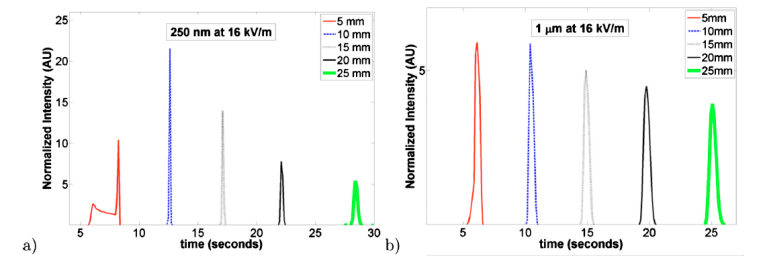 250 nm at 16 kV/m
5 mm
10 mm
15 mm
20 mm
25 mm
Normalized Intensity (AU)
25
20
15
10
5
5
10
15
20
25
30
time (seconds)
a)
1 μm at 16 kV/m
5mm
10mm
15mm
20mm
25mm
Normalized Intensity (AU)
5
5
10
15
20
25
time (seconds)
b)